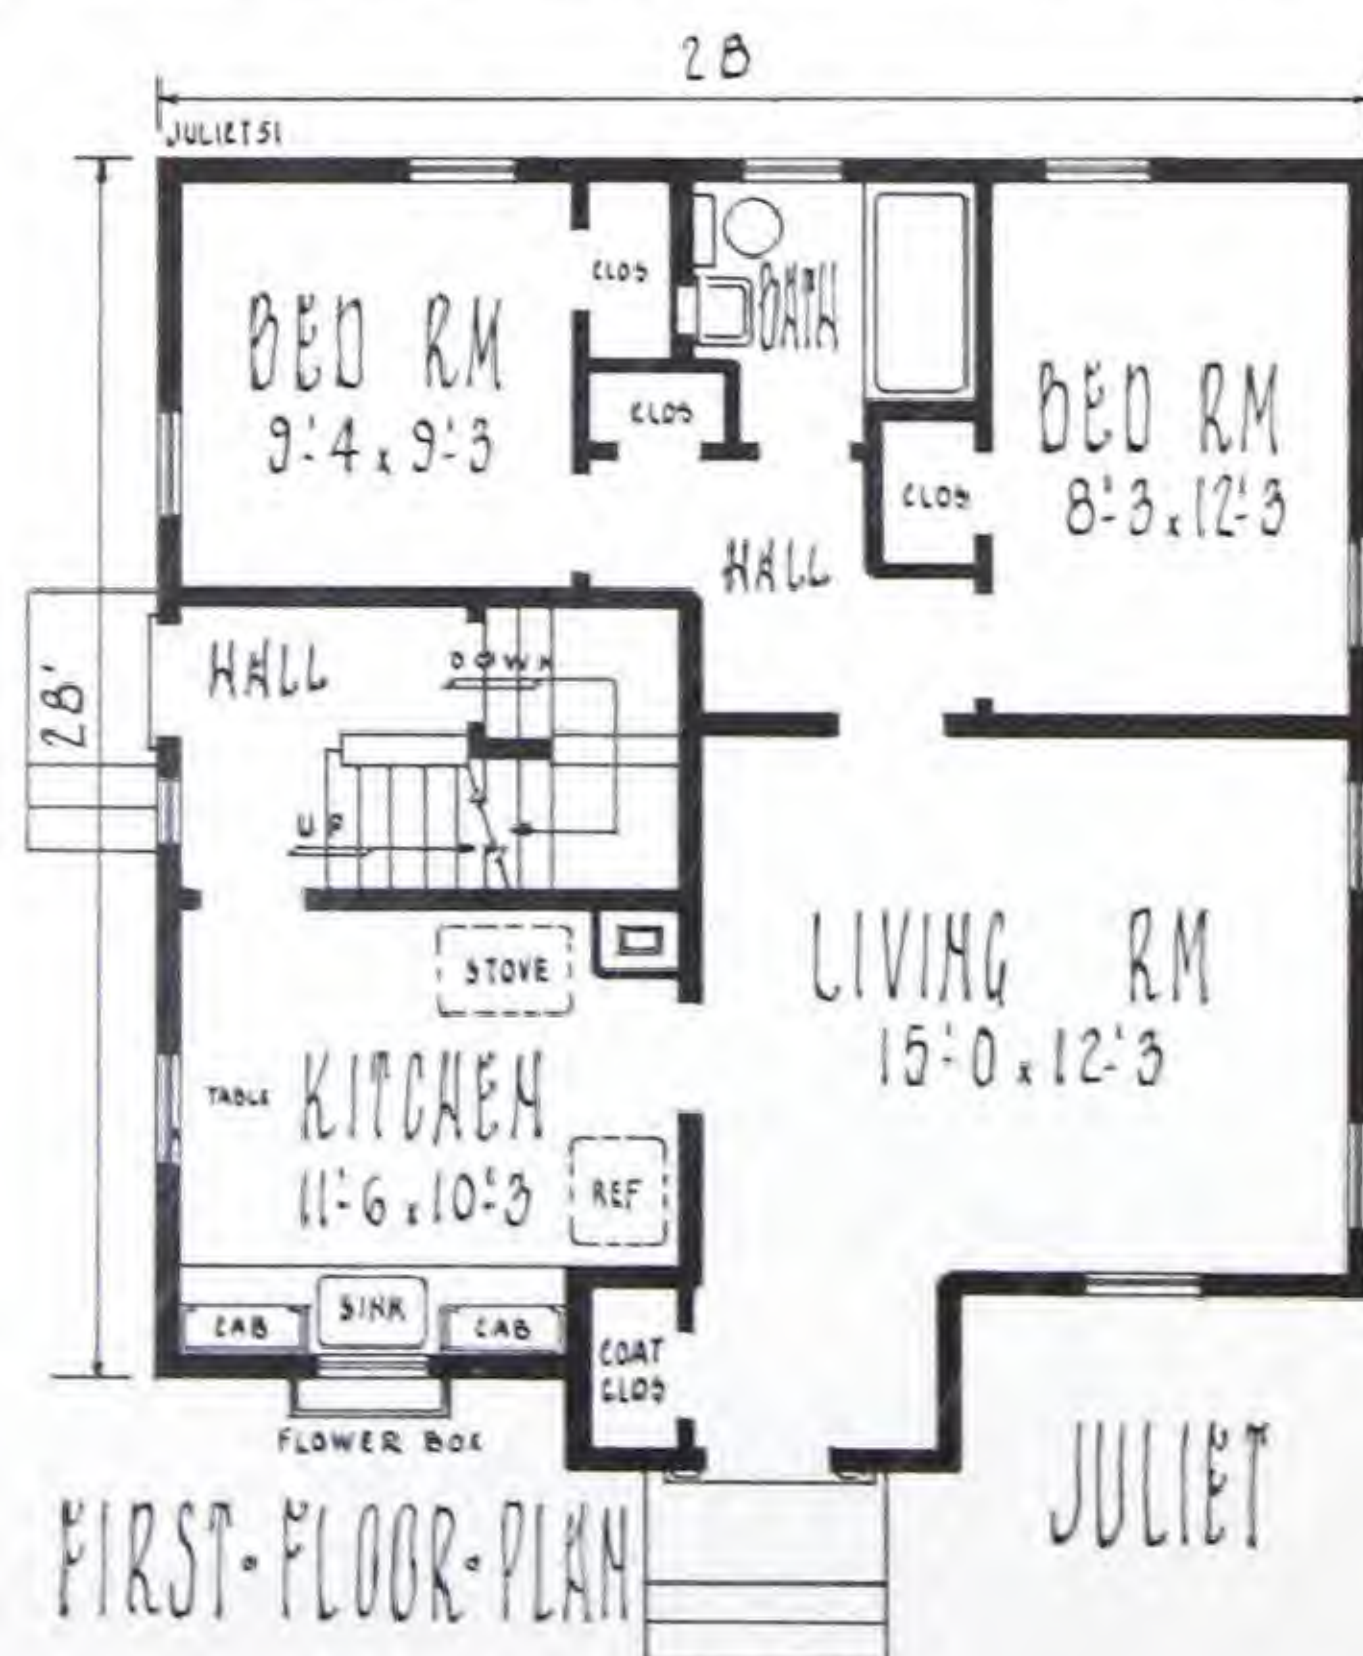 28
JULIET51
CLOS
BATH
BED RM
9'-4 x 9'-3
CLOS
BED RM
8'-3 x 12'-3
CLOS
HALL
HALL
DOWN
28'
UP
STOVE
LIVING RM
15'-0 x 12'-3
TABLE
KITCHEN
11'-6 x 10'-3
REF
CAB
SINK
CAB
COAT
CLOS
FLOWER BOX
FIRST-FLOOR-PLAN
JULIET